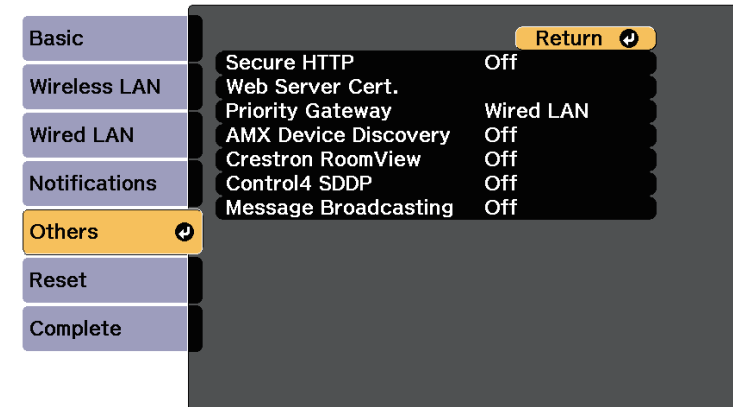 Basic
Wireless LAN
Wired LAN
Notifications
Others
Reset
Complete
Return
Secure HTTP Off
Web Server Cert.
Priority Gateway Wired LAN
AMX Device Discovery Off
Crestron RoomView Off
Control4 SDDP Off
Message Broadcasting Off